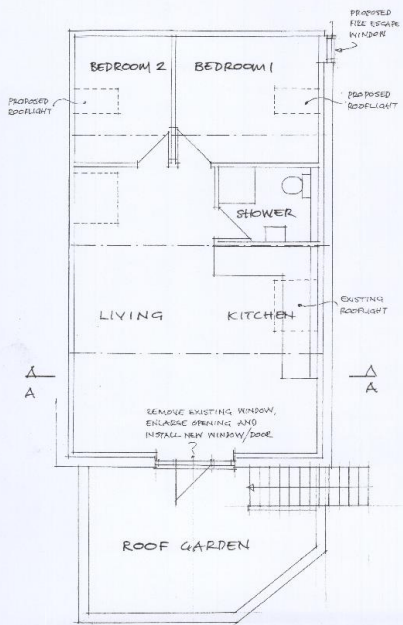 PROPOSED
FIRE ESCAPE
WINDOW
BEDROOM 2
BEDROOM 1
PROPOSED
ROOFLIGHT
PROPOSED
ROOFLIGHT
SHOWER
LIVING
KITCHEN
EXISTING
ROOFLIGHT
A
A
REMOVE EXISTING WINDOW,
ENLARGE OPENING AND
INSTALL NEW WINDOW/DOOR
?
ROOF GARDEN